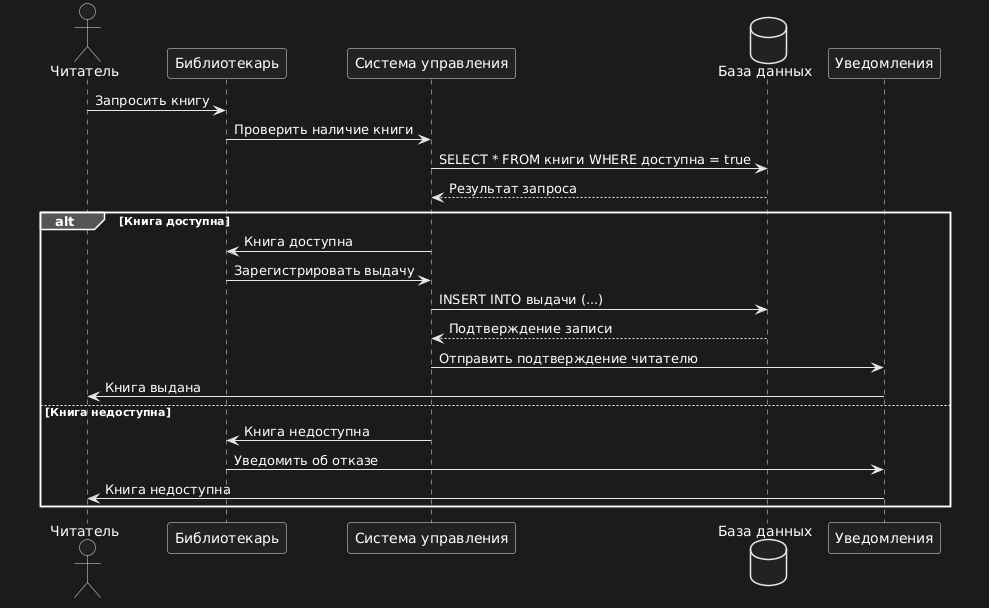 Читатель
Библиотекарь
Система управления
База данных
Уведомления
Запросить книгу
Проверить наличие книги
SELECT * FROM книги WHERE доступна = true
Результат запроса
alt [Книга доступна]
Книга доступна
Зарегистрировать выдачу
INSERT INTO выдачи (...)
Подтверждение записи
Отправить подтверждение читателю
Книга выдана
[Книга недоступна]
Книга недоступна
Уведомить об отказе
Книга недоступна
Читатель
Библиотекарь
Система управления
База данных
Уведомления